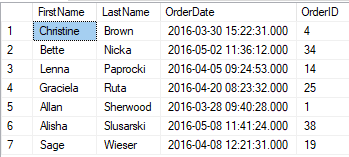 FirstName LastName OrderDate OrderID
1 Christine Brown 2016-03-30 15:22:31.000 4
2 Bette Nicka 2016-05-02 11:36:12.000 34
3 Lenna Paprocki 2016-04-05 09:24:53.000 14
4 Graciela Ruta 2016-04-20 08:23:32.000 25
5 Allan Sherwood 2016-03-28 09:40:28.000 1
6 Alisha Slusarski 2016-05-08 11:41:24.000 38
7 Sage Wieser 2016-04-08 12:21:31.000 19